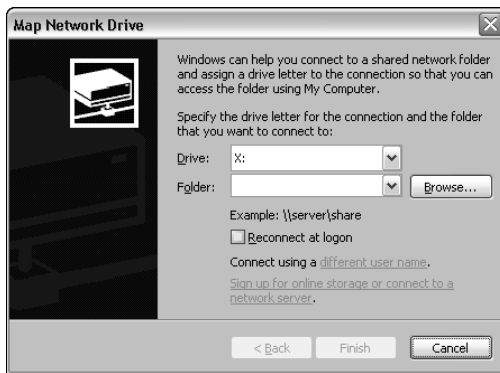 Map Network Drive
Windows can help you connect to a shared network folder
and assign a drive letter to the connection so that you can
access the folder using My Computer.
Specify the drive letter for the connection and the folder
that you want to connect to:
Drive: X:
Folder: Browse...
Example: \\server\share
Reconnect at logon
Connect using a different user name.
Sign up for online storage or connect to a
network server.
< Back Finish Cancel